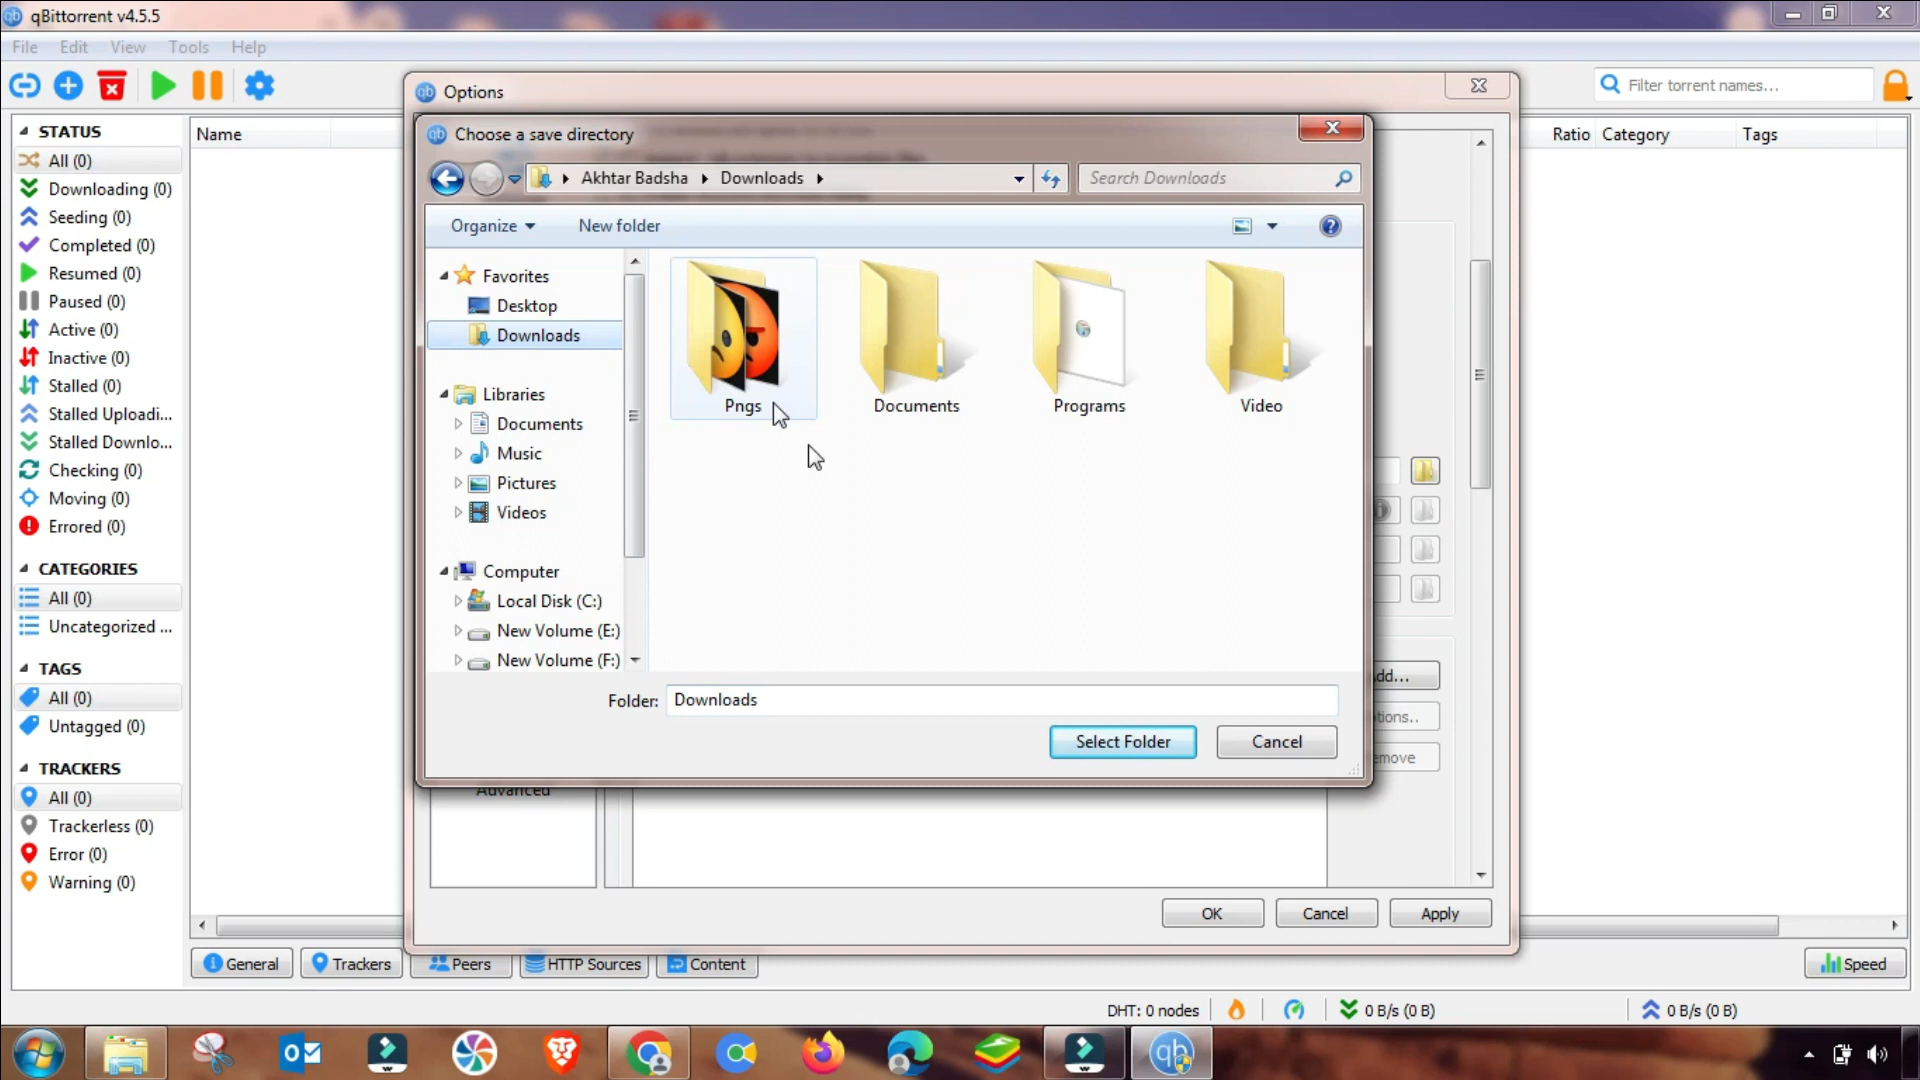 qBittorrent v4.5.5
File Edit View Tools Help
Filter torrent names...
Options
STATUS
All (0)
Downloading (0)
Seeding (0)
Completed (0)
Resumed (0)
Paused (0)
Active (0)
Inactive (0)
Stalled (0)
Stalled Uploadi...
Stalled Downlo...
Checking (0)
Moving (0)
Errored (0)
CATEGORIES
All (0)
Uncategorized ...
TAGS
All (0)
Untagged (0)
TRACKERS
All (0)
Trackerless (0)
Error (0)
Warning (0)
Name
Ratio Category Tags
Choose a save directory
Akhtar Badsha Downloads
Search Downloads
Organize New folder
Favorites
Desktop
Downloads
Libraries
Documents
Music
Pictures
Videos
Computer
Local Disk (C:)
New Volume (E:)
New Volume (F:)
Pngs Documents Programs Video
Folder: Downloads
Select Folder Cancel
dd...
tions..
emove
Advanced
OK Cancel Apply
General Trackers Peers HTTP Sources Content Speed
DHT: 0 nodes 0 B/s (0 B) 0 B/s (0 B)